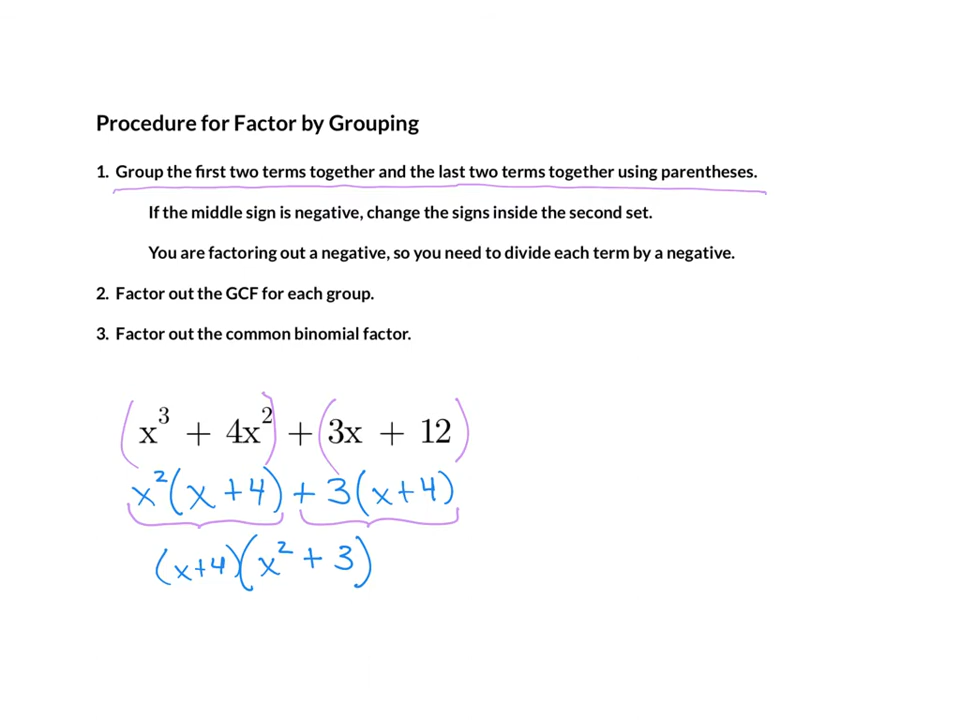 Procedure for Factor by Grouping
1. Group the first two terms together and the last two terms together using parentheses.
If the middle sign is negative, change the signs inside the second set.
You are factoring out a negative, so you need to divide each term by a negative.
2. Factor out the GCF for each group.
3. Factor out the common binomial factor.
(x³ + 4x²) + (3x + 12)
x²(x+4) + 3(x+4)
(x+4)(x² + 3)